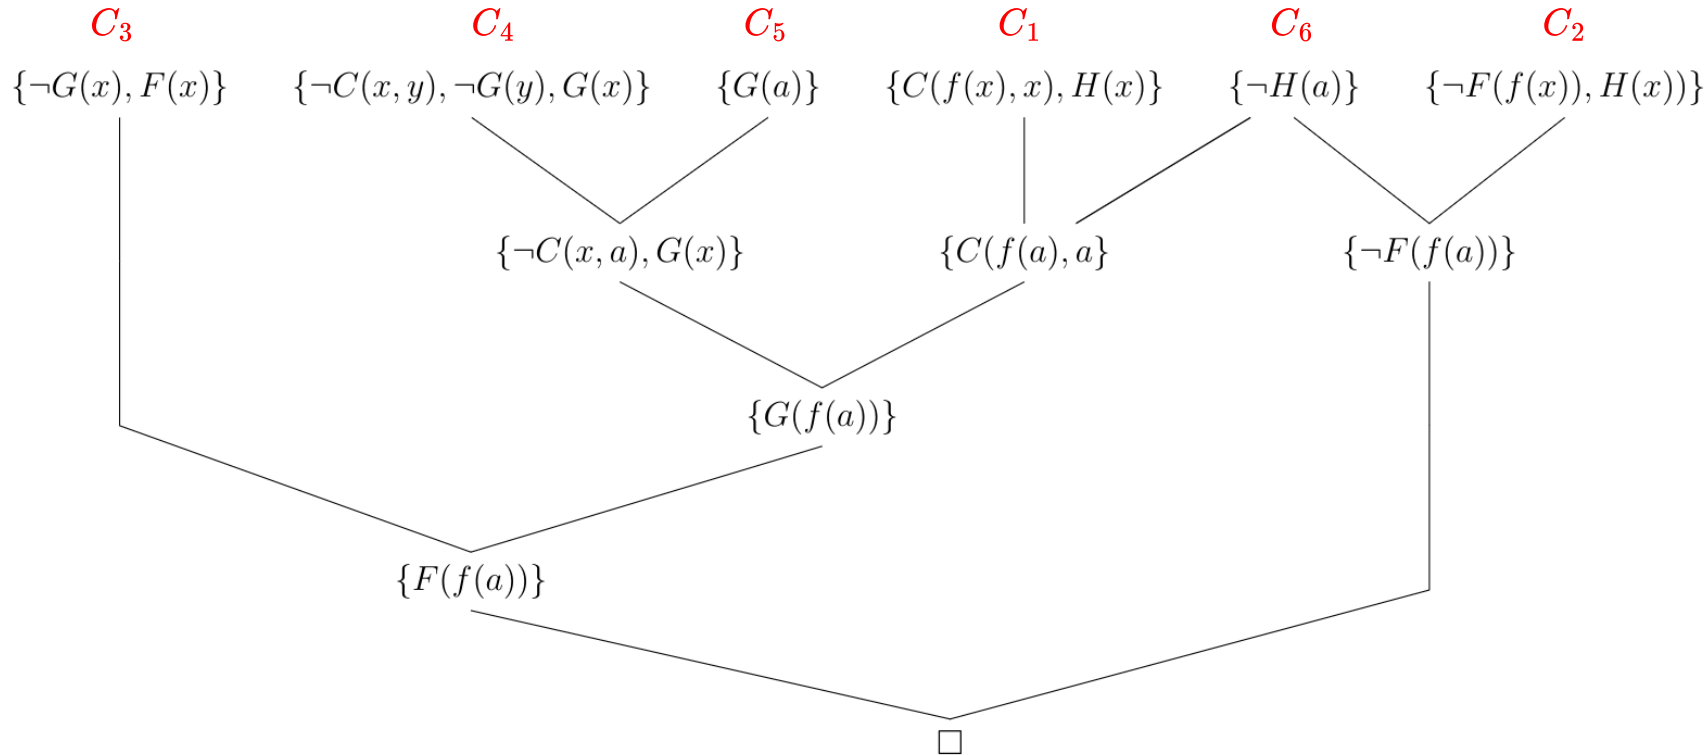 C₃ C₄ C₅ C₁ C₆ C₂
{¬G(x), F(x)} {¬C(x, y), ¬G(y), G(x)} {G(a)} {C(f(x), x), H(x)} {¬H(a)} {¬F(f(x)), H(x))}
{¬C(x, a), G(x)} {C(f(a), a} {¬F(f(a))}
{G(f(a))}
{F(f(a))}
□